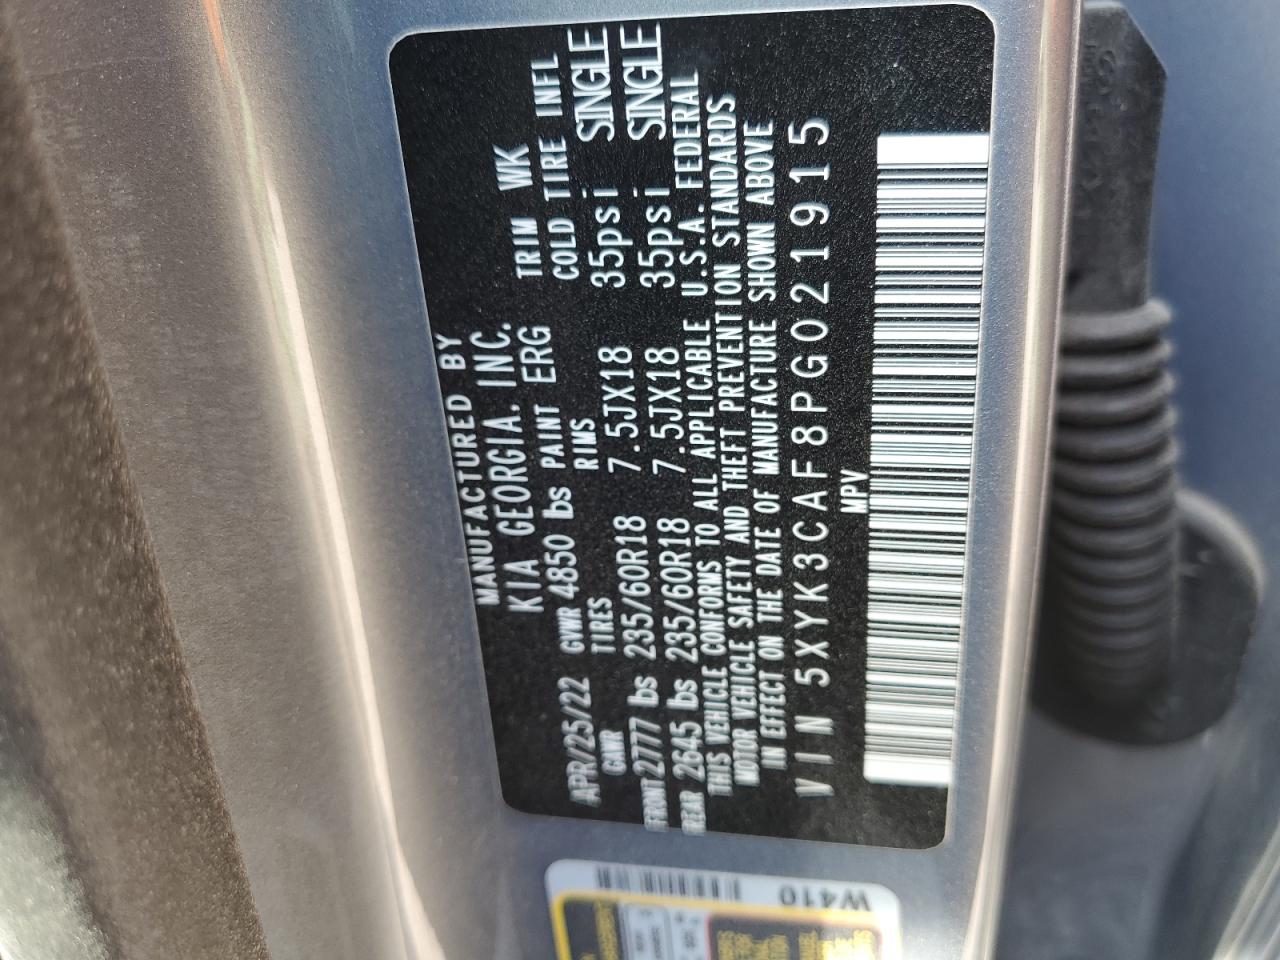 MANUFACTURED BY
KIA GEORGIA, INC.
APR/25/22 GVWR 4850 lbs PAINT ERG TRIM WK
GAWR TIRES RIMS COLD TIRE INFL
FRONT 2777 lbs 235/60R18 7.5JX18 35psi SINGLE
REAR 2645 lbs 235/60R18 7.5JX18 35psi SINGLE
THIS VEHICLE CONFORMS TO ALL APPLICABLE U.S.A. FEDERAL
MOTOR VEHICLE SAFETY AND THEFT PREVENTION STANDARDS
IN EFFECT ON THE DATE OF MANUFACTURE SHOWN ABOVE
VIN 5XYK3CAF8PG021915
MPV
W410